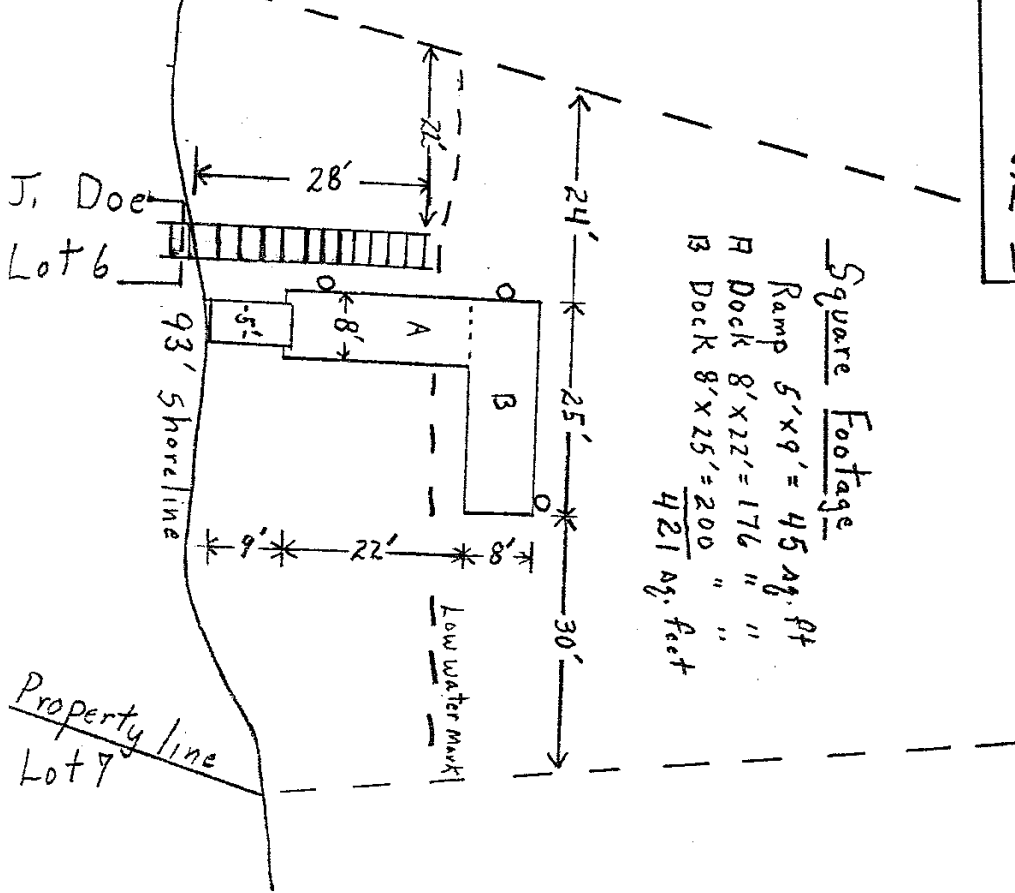 J. Doe
Lot 6
93' Shoreline
Property line
Lot 7
28'
22'
24'
25'
30'
5'
8'
A
B
9'
22'
8'
Low water Mark
Square Footage
Ramp 5'x9' = 45 sq. ft
A Dock 8'x22' = 176 " "
B Dock 8'x25' = 200 " "
421 sq. feet